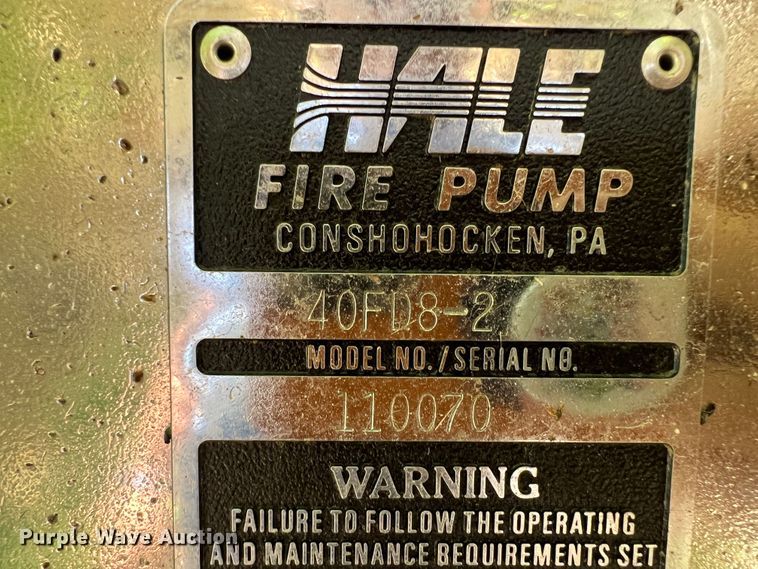 HALE
FIRE PUMP
CONSHOHOCKEN, PA
40FD8-2
MODEL NO./SERIAL NO.
110070
WARNING
FAILURE TO FOLLOW THE OPERATING
AND MAINTENANCE REQUIREMENTS SET
Purple Wave Auction